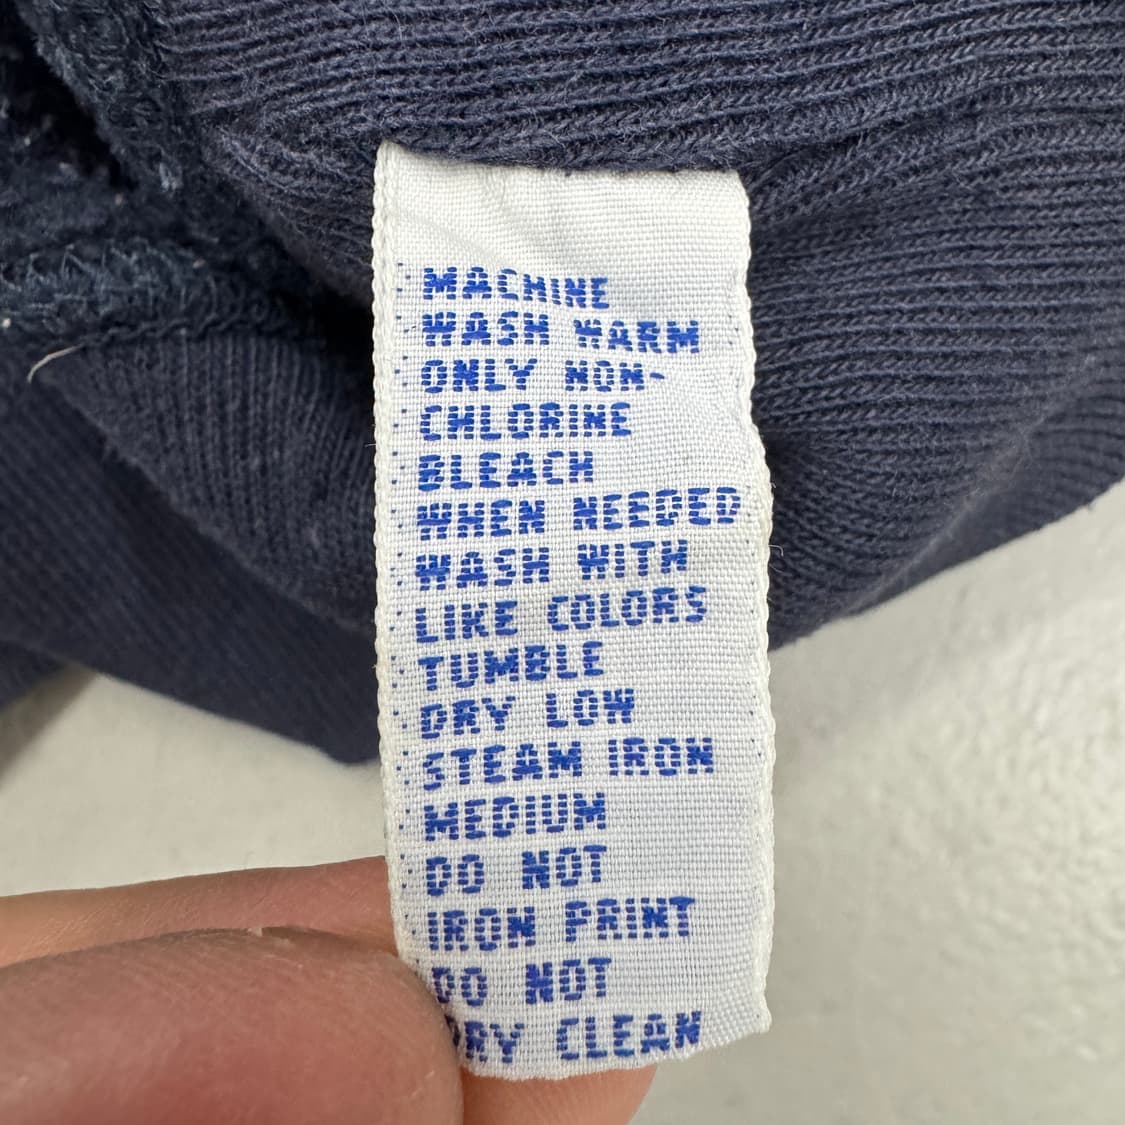 MACHINE
WASH WARM
ONLY NON-
CHLORINE
BLEACH
WHEN NEEDED
WASH WITH
LIKE COLORS
TUMBLE
DRY LOW
STEAM IRON
MEDIUM
DO NOT
IRON PRINT
DO NOT
DRY CLEAN